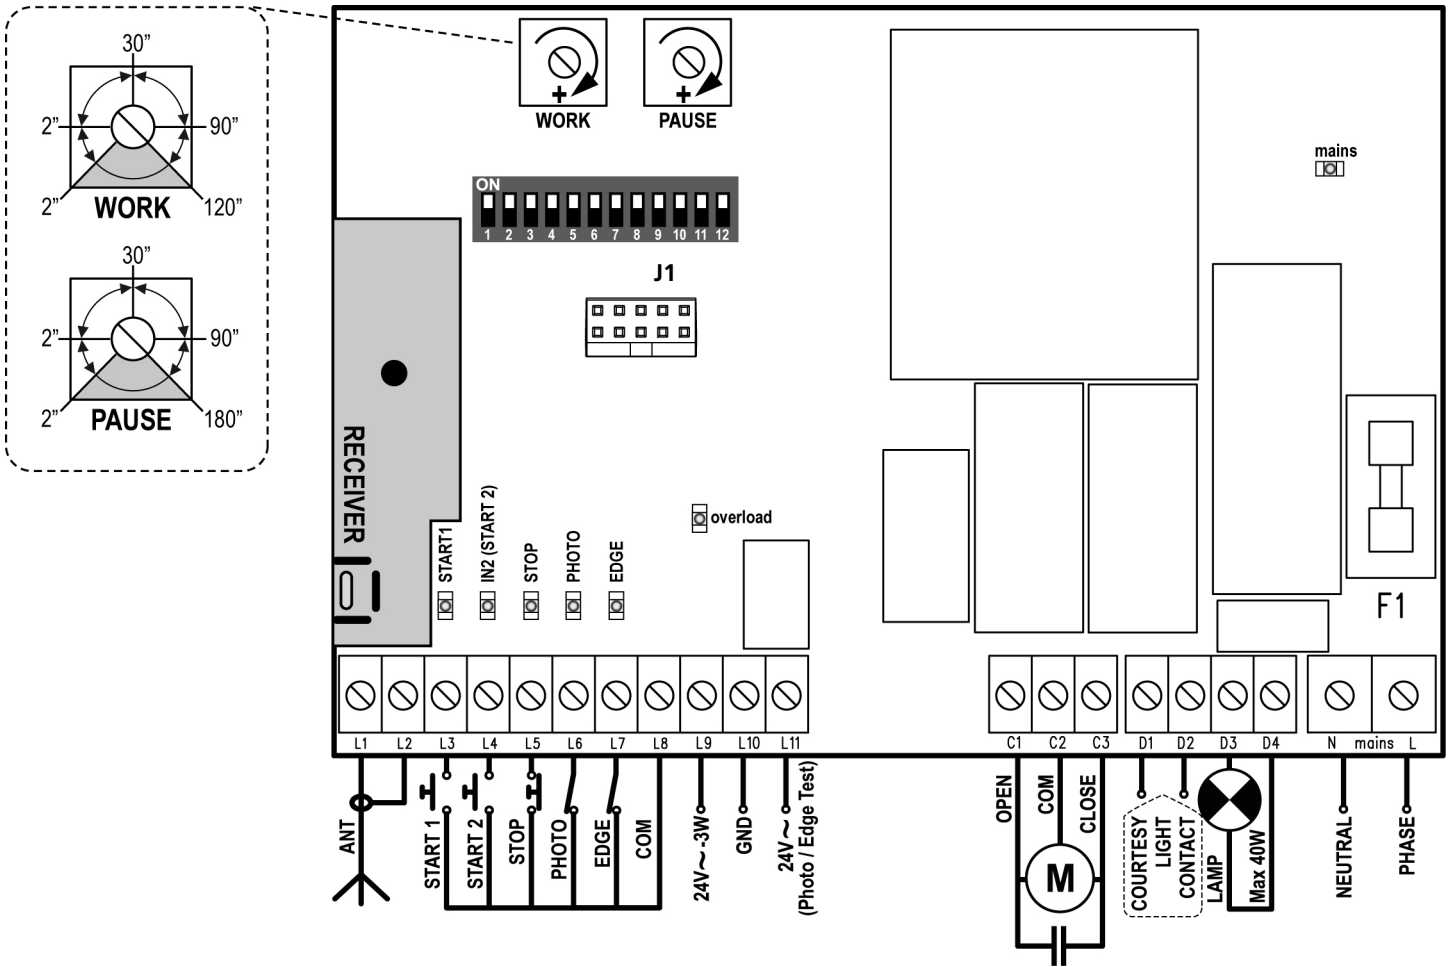 30”
2”
90”
2”
120”
WORK
30”
2”
90”
2”
180”
PAUSE
+
WORK
+
PAUSE
ON
1 2 3 4 5 6 7 8 9 10 11 12
J1
mains
RECEIVER
START1
IN2 (START 2)
STOP
PHOTO
EDGE
overload
F1
L1 L2 L3 L4 L5 L6 L7 L8 L9 L10 L11
C1 C2 C3 D1 D2 D3 D4 N mains L
ANT
START 1
START 2
STOP
PHOTO
EDGE
COM
24V~ -3W
GND
24V~
(Photo / Edge Test)
OPEN
COM
CLOSE
M
COURTESY
LIGHT
CONTACT
LAMP
Max 40W
NEUTRAL
PHASE